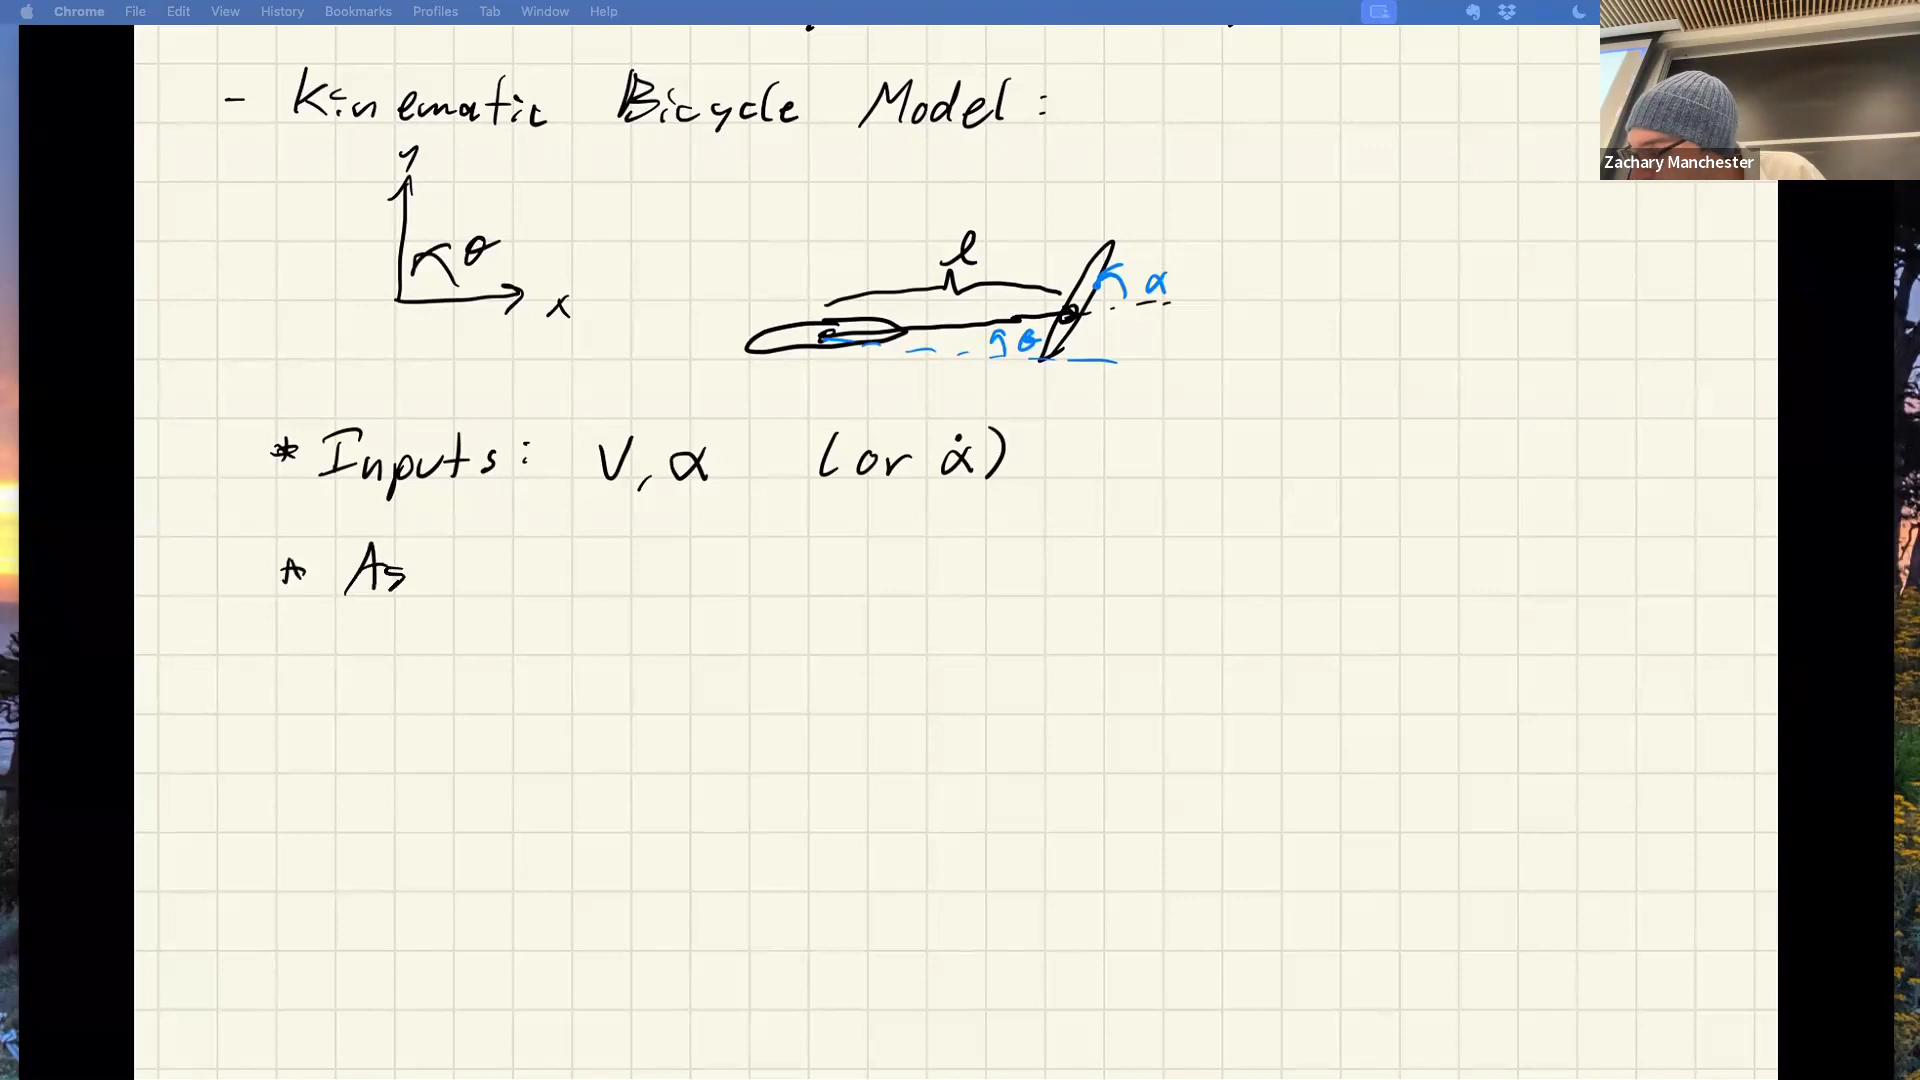 Chrome File Edit View History Bookmarks Profiles Tab Window Help
Zachary Manchester
- Kinematic Bicycle Model:
y
θ
x
l
α
θ
* Inputs: V, α (or α̇)
* As